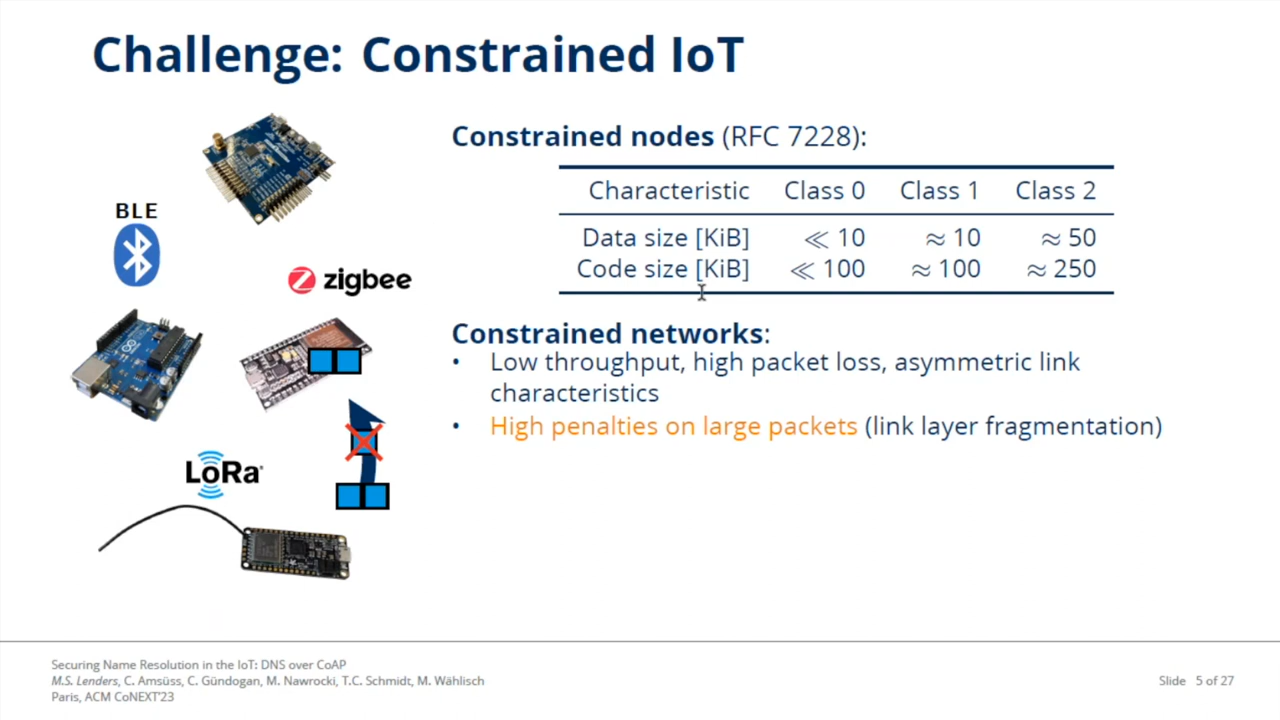 Challenge: Constrained IoT
BLE
zigbee
LoRa
Constrained nodes (RFC 7228):
Characteristic Class 0 Class 1 Class 2
Data size [KiB] ≪ 10 ≈ 10 ≈ 50
Code size [KiB] ≪ 100 ≈ 100 ≈ 250
Constrained networks:
• Low throughput, high packet loss, asymmetric link
characteristics
• High penalties on large packets (link layer fragmentation)
Securing Name Resolution in the IoT: DNS over CoAP
M.S. Lenders, C. Amsüss, C. Gündogan, M. Nawrocki, T.C. Schmidt, M. Wählisch
Paris, ACM CoNEXT'23
Slide 5 of 27